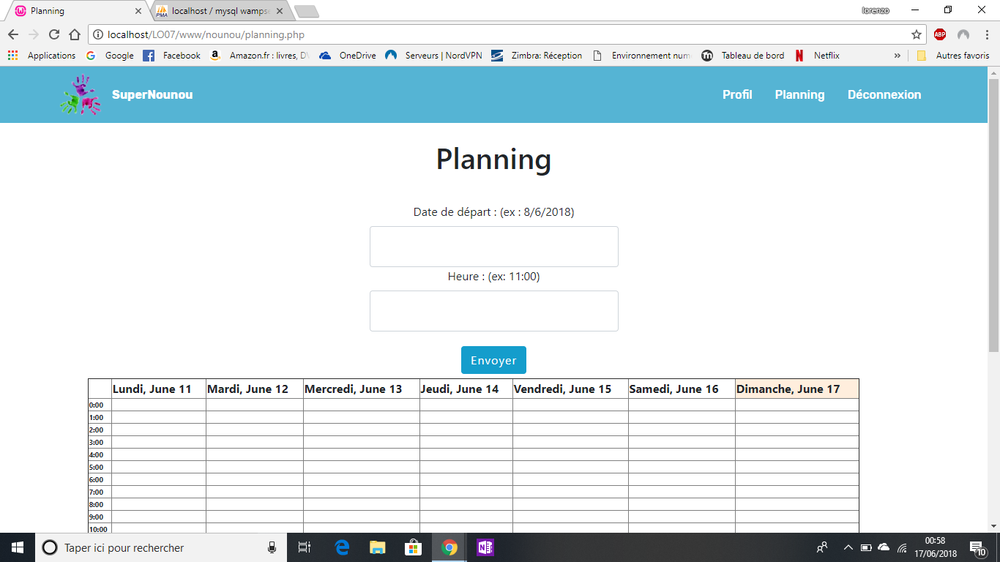 Planning
localhost / mysql wampse
lorenzo
localhost/LO07/www/nounou/planning.php
ABP
Applications Google Facebook Amazon.fr : livres, DV OneDrive Serveurs | NordVPN Zimbra: Réception Environnement num Tableau de bord Netflix » Autres favoris
SuperNounou Profil Planning Déconnexion
Planning
Date de départ : (ex : 8/6/2018)
Heure : (ex: 11:00)
Envoyer
Lundi, June 11 Mardi, June 12 Mercredi, June 13 Jeudi, June 14 Vendredi, June 15 Samedi, June 16 Dimanche, June 17
0:00
1:00
2:00
3:00
4:00
5:00
6:00
7:00
8:00
9:00
10:00
Taper ici pour rechercher
00:58
17/06/2018
10